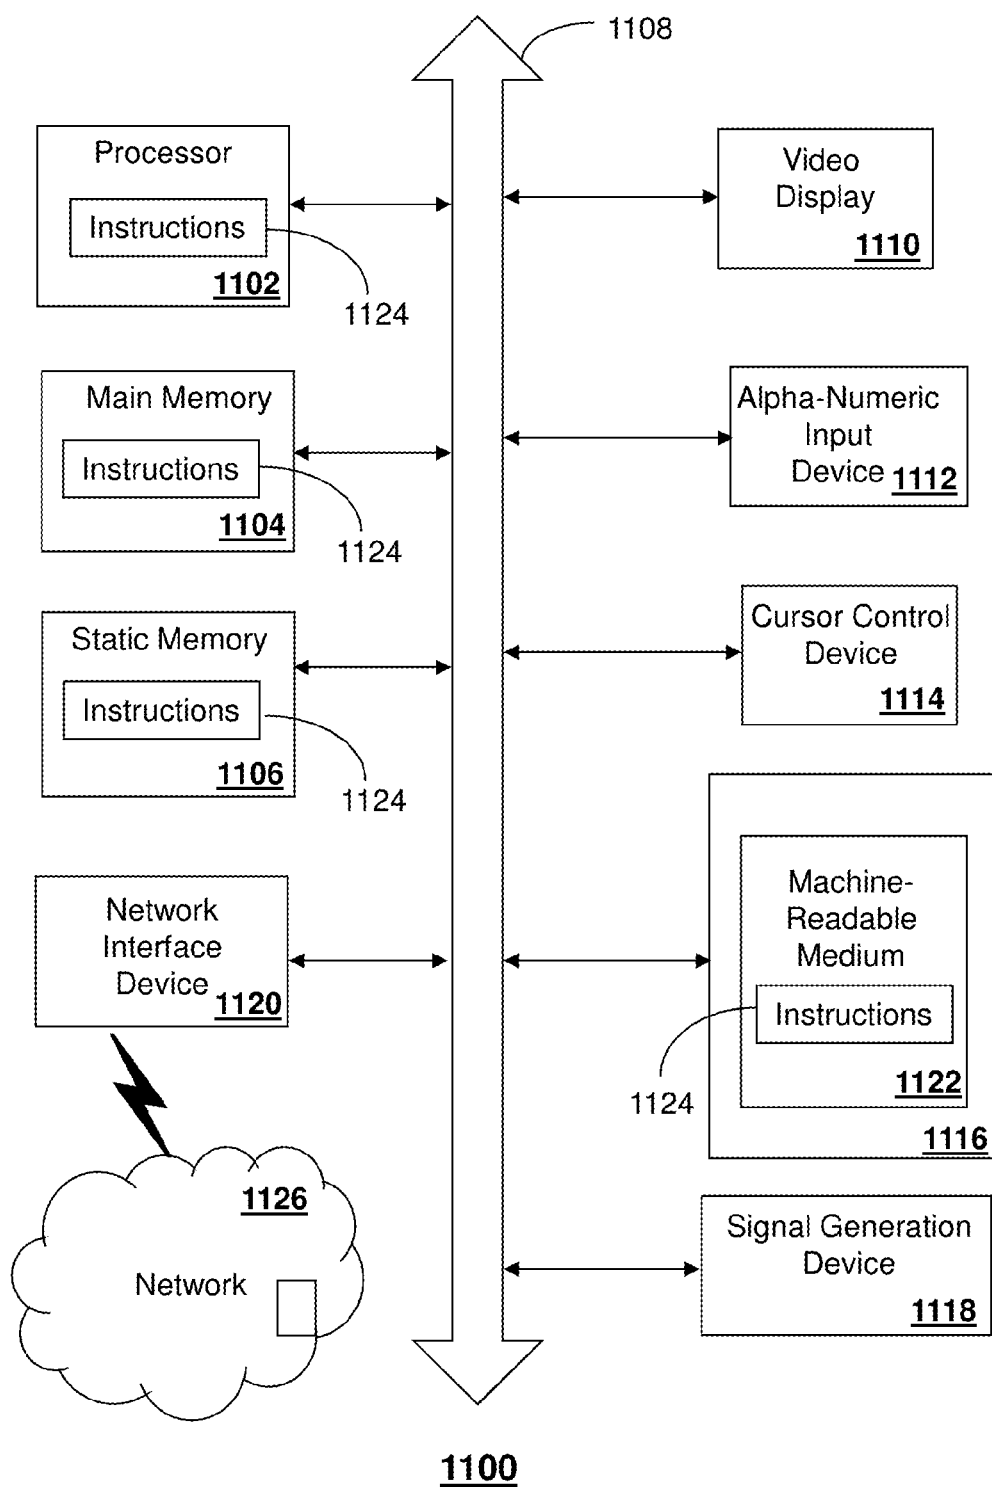 1108
Processor
Instructions
1102
1124
Main Memory
Instructions
1104
1124
Static Memory
Instructions
1106
1124
Network
Interface
Device
1120
1126
Network
Video
Display
1110
Alpha-Numeric
Input
Device
1112
Cursor Control
Device
1114
Machine-
Readable
Medium
Instructions
1122
1124
1116
Signal Generation
Device
1118
1100